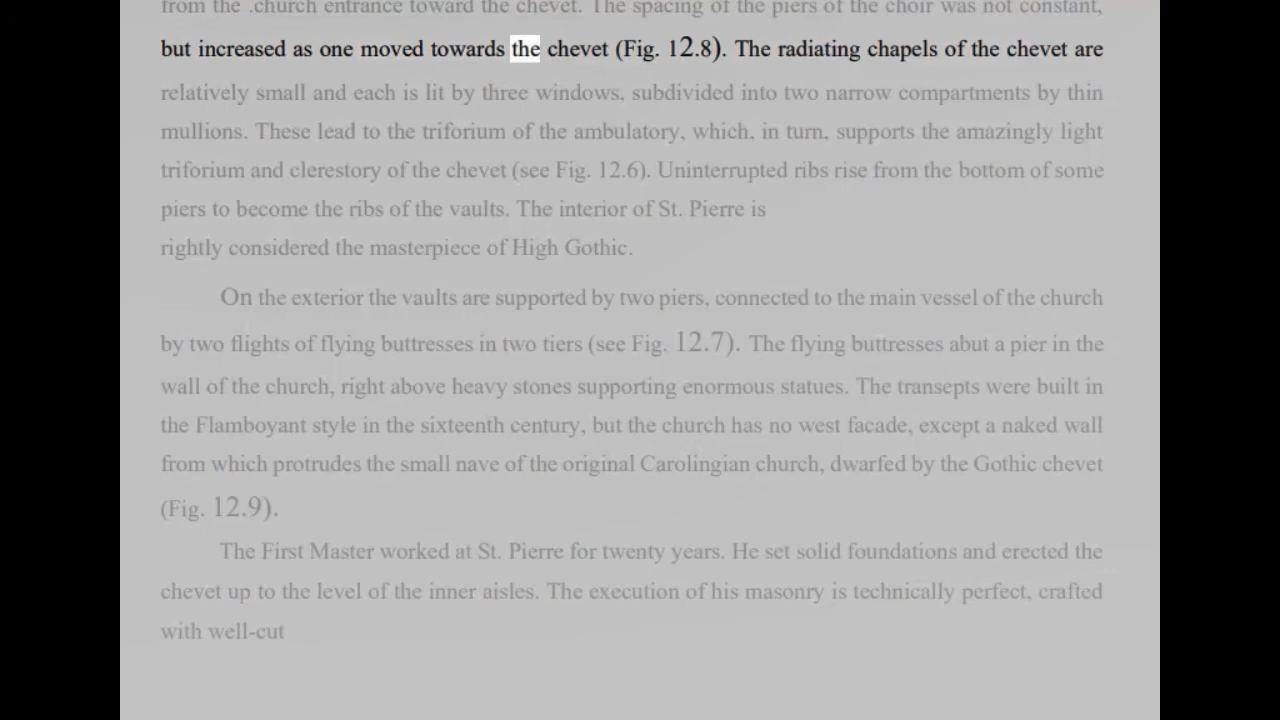 from the .church entrance toward the chevet. The spacing of the piers of the choir was not constant,
but increased as one moved towards the chevet (Fig. 12.8). The radiating chapels of the chevet are
relatively small and each is lit by three windows, subdivided into two narrow compartments by thin
mullions. These lead to the triforium of the ambulatory, which, in turn, supports the amazingly light
triforium and clerestory of the chevet (see Fig. 12.6). Uninterrupted ribs rise from the bottom of some
piers to become the ribs of the vaults. The interior of St. Pierre is
rightly considered the masterpiece of High Gothic.
On the exterior the vaults are supported by two piers, connected to the main vessel of the church
by two flights of flying buttresses in two tiers (see Fig. 12.7). The flying buttresses abut a pier in the
wall of the church, right above heavy stones supporting enormous statues. The transepts were built in
the Flamboyant style in the sixteenth century, but the church has no west facade, except a naked wall
from which protrudes the small nave of the original Carolingian church, dwarfed by the Gothic chevet
(Fig. 12.9).
The First Master worked at St. Pierre for twenty years. He set solid foundations and erected the
chevet up to the level of the inner aisles. The execution of his masonry is technically perfect, crafted
with well-cut